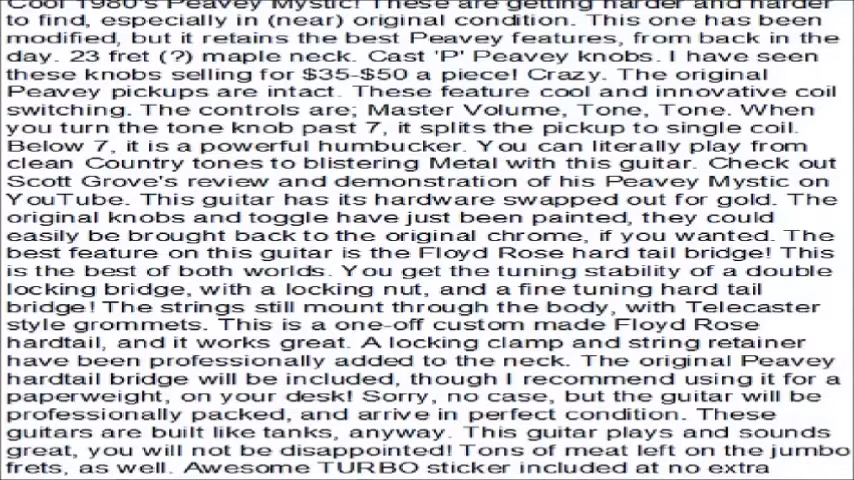 Cool 1980's Peavey Mystic! These are getting harder and harder
to find, especially in (near) original condition. This one has been
modified, but it retains the best Peavey features, from back in the
day. 23 fret (?) maple neck. Cast 'P' Peavey knobs. I have seen
these knobs selling for $35-$50 a piece! Crazy. The original
Peavey pickups are intact. These feature cool and innovative coil
switching. The controls are; Master Volume, Tone, Tone. When
you turn the tone knob past 7, it splits the pickup to single coil.
Below 7, it is a powerful humbucker. You can literally play from
clean Country tones to blistering Metal with this guitar. Check out
Scott Grove's review and demonstration of his Peavey Mystic on
YouTube. This guitar has its hardware swapped out for gold. The
original knobs and toggle have just been painted, they could
easily be brought back to the original chrome, if you wanted. The
best feature on this guitar is the Floyd Rose hard tail bridge! This
is the best of both worlds. You get the tuning stability of a double
locking bridge, with a locking nut, and a fine tuning hard tail
bridge! The strings still mount through the body, with Telecaster
style grommets. This is a one-off custom made Floyd Rose
hardtail, and it works great. A locking clamp and string retainer
have been professionally added to the neck. The original Peavey
hardtail bridge will be included, though I recommend using it for a
paperweight, on your desk! Sorry, no case, but the guitar will be
professionally packed, and arrive in perfect condition. These
guitars are built like tanks, anyway. This guitar plays and sounds
great, you will not be disappointed! Tons of meat left on the jumbo
frets, as well. Awesome TURBO sticker included at no extra